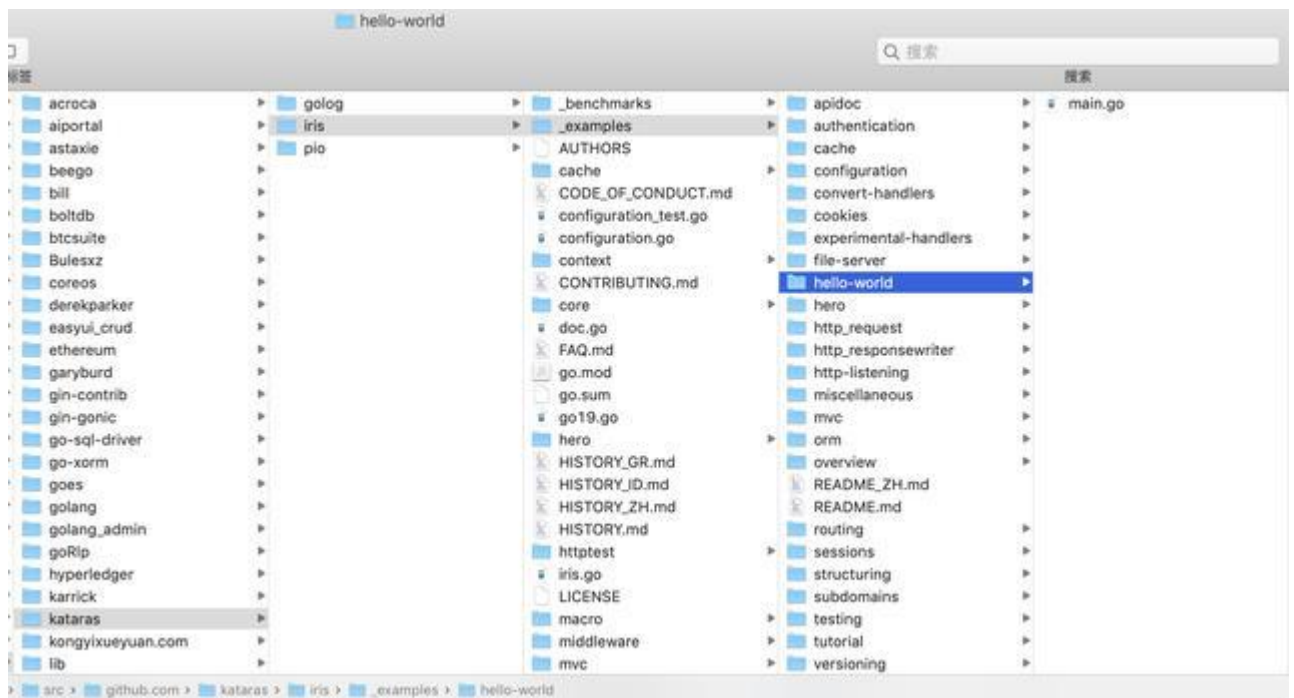 hello-world
搜索
标签
搜索
acroca
aiportal
astaxie
beego
bill
boltdb
btcsuite
Bulesxz
coreos
derekparker
easyui_crud
ethereum
garyburd
gin-contrib
gin-gonic
go-sql-driver
go-xorm
goes
golang
golang_admin
goRlp
hyperledger
karrick
kataras
kongyixueyuan.com
lib
golog
iris
pio
_benchmarks
_examples
AUTHORS
cache
CODE_OF_CONDUCT.md
configuration_test.go
configuration.go
context
CONTRIBUTING.md
core
doc.go
FAQ.md
go.mod
go.sum
go19.go
hero
HISTORY_GR.md
HISTORY_ID.md
HISTORY_ZH.md
HISTORY.md
httptest
iris.go
LICENSE
macro
middleware
mvc
apidoc
authentication
cache
configuration
convert-handlers
cookies
experimental-handlers
file-server
hello-world
hero
http_request
http_responsewriter
http-listening
miscellaneous
mvc
orm
overview
README_ZH.md
README.md
routing
sessions
structuring
subdomains
testing
tutorial
versioning
main.go
src › github.com › kataras › iris › _examples › hello-world